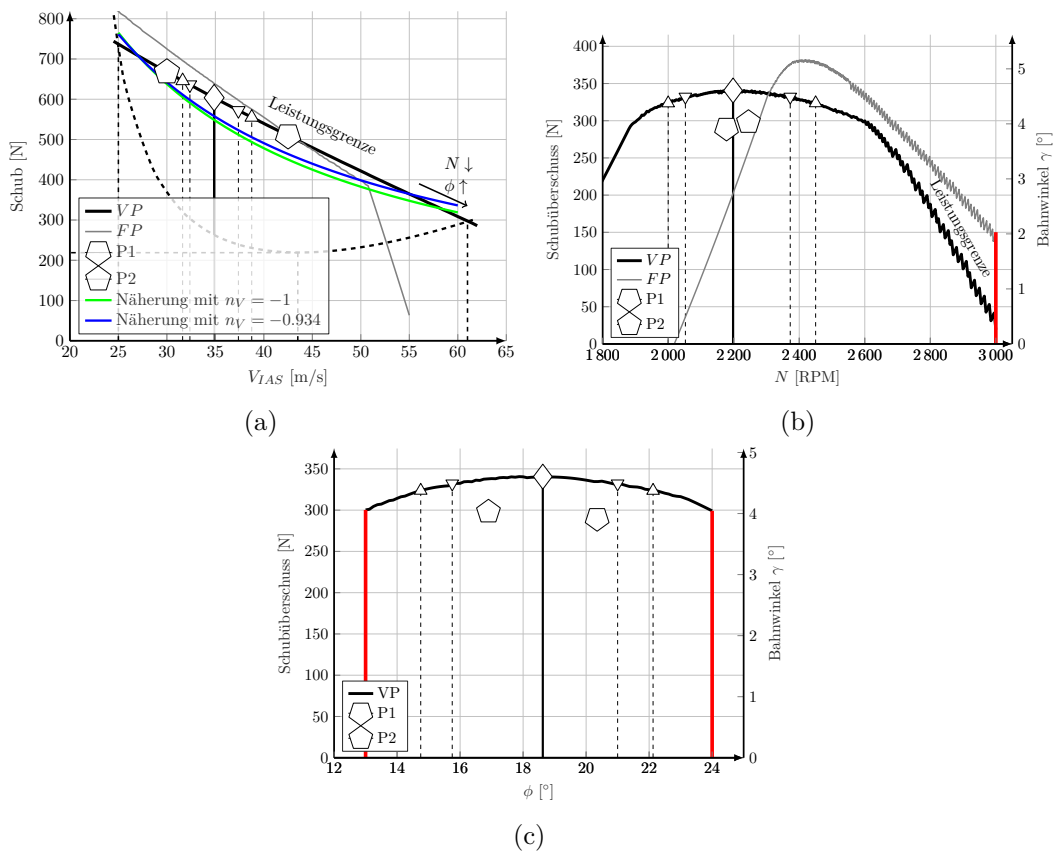 800
700
600
500
400
300
200
100
0
Schub [N]
Leistungsgrenze
N ↓
ϕ ↑
VP
FP
P1
P2
Näherung mit n_V = −1
Näherung mit n_V = −0.934
20 25 30 35 40 45 50 55 60 65
V_IAS [m/s]
(a)
400
350
300
250
200
150
100
50
0
Schubüberschuss [N]
Leistungsgrenze
VP
FP
P1
P2
5
4
3
2
1
0
Bahnwinkel γ [°]
1 800 2 000 2 200 2 400 2 600 2 800 3 000
N [RPM]
(b)
350
300
250
200
150
100
50
0
Schubüberschuss [N]
VP
P1
P2
5
4
3
2
1
0
Bahnwinkel γ [°]
12 14 16 18 20 22 24
ϕ [°]
(c)